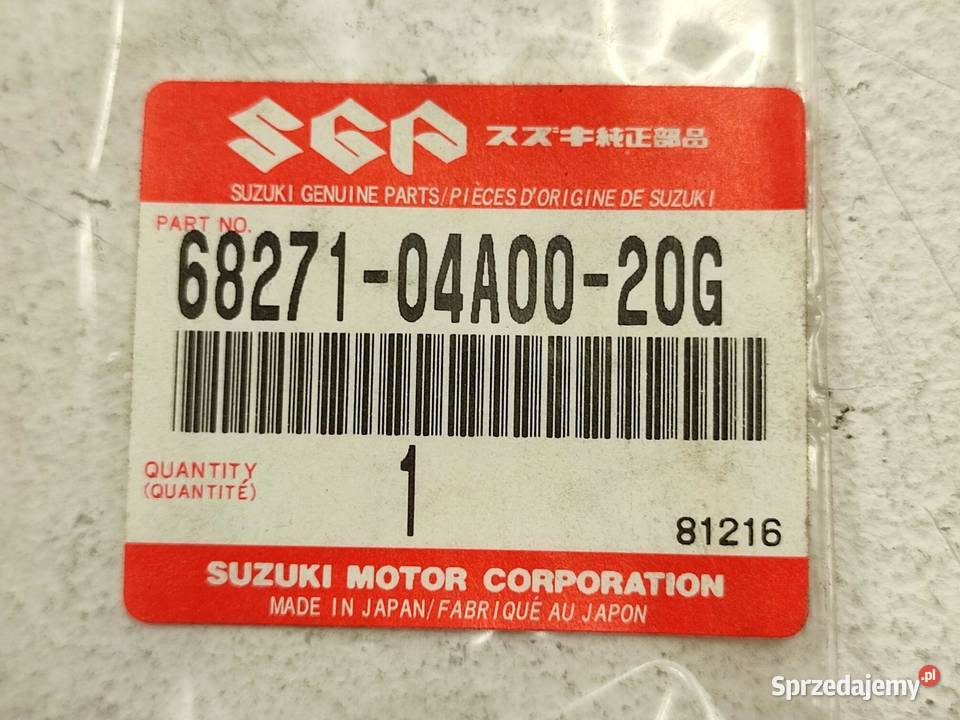 SGP スズキ純正部品
SUZUKI GENUINE PARTS/PIÈCES D'ORIGINE DE SUZUKI
PART NO.
68271-04A00-20G
QUANTITY 1
(QUANTITÉ)
81216
SUZUKI MOTOR CORPORATION
MADE IN JAPAN/FABRIQUÉ AU JAPON
Sprzedajemy.pl